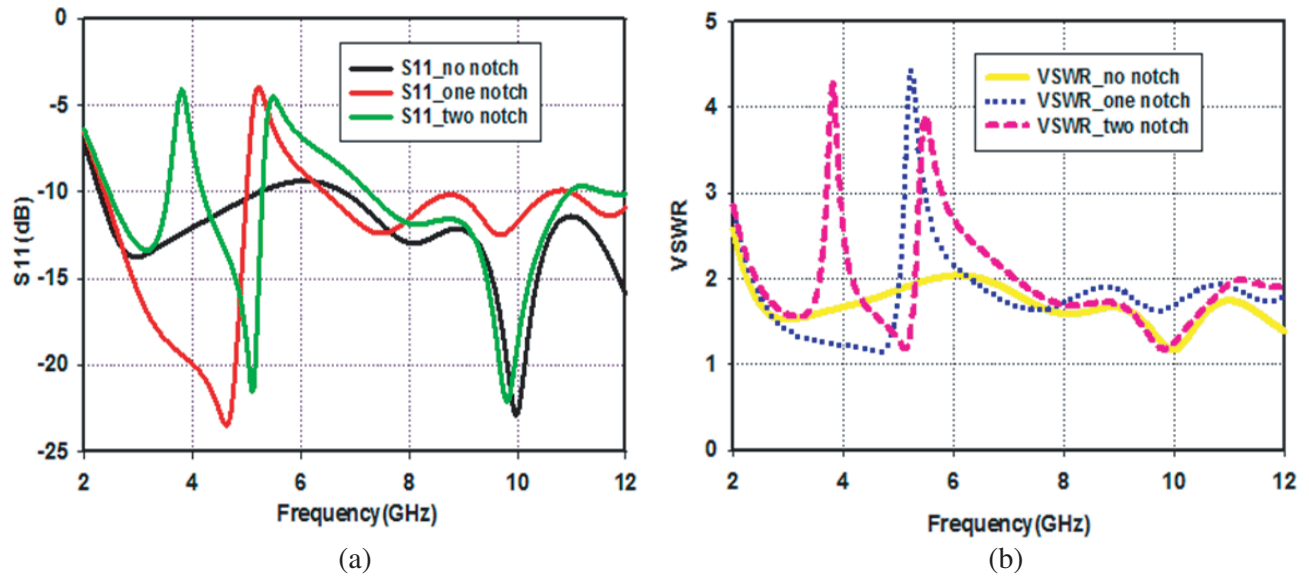 0
-5
-10
-15
-20
-25
S11 (dB)
S11_no notch
S11_one notch
S11_two notch
2
4
6
8
10
12
Frequency(GHz)
(a)
5
4
3
2
1
0
VSWR
VSWR_no notch
VSWR_one notch
VSWR_two notch
2
4
6
8
10
12
Frequency(GHz)
(b)